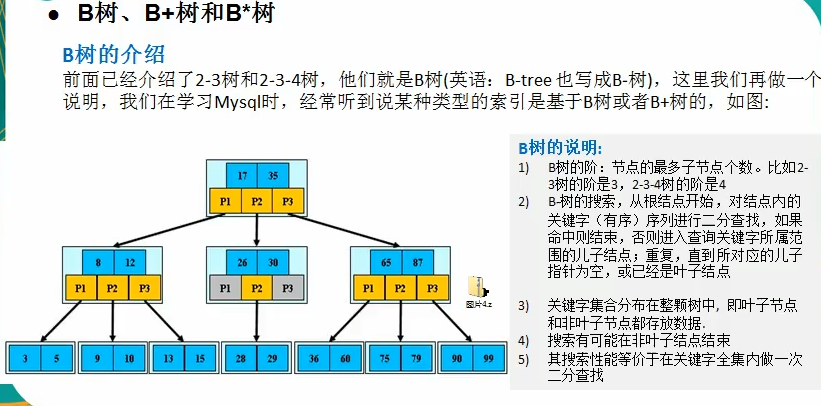 ● B树、B+树和B*树
B树的介绍
前面已经介绍了2-3树和2-3-4树，他们就是B树(英语：B-tree 也写成B-树)，这里我们再做一个
说明，我们在学习Mysql时，经常听到说某种类型的索引是基于B树或者B+树的，如图:
17 35
P1 P2 P3
8 12
P1 P2 P3
26 30
P1 P2 P3
65 87
P1 P2 P3
3 5
9 10
13 15
28 29
36 60
75 79
90 99
图片4.z
B树的说明:
1) B树的阶：节点的最多子节点个数。比如2-
3树的阶是3，2-3-4树的阶是4
2) B-树的搜索，从根结点开始，对结点内的
关键字（有序）序列进行二分查找，如果
命中则结束，否则进入查询关键字所属范
围的儿子结点；重复，直到所对应的儿子
指针为空，或已经是叶子结点
3) 关键字集合分布在整颗树中, 即叶子节点
和非叶子节点都存放数据.
4) 搜索有可能在非叶子结点结束
5) 其搜索性能等价于在关键字全集内做一次
二分查找